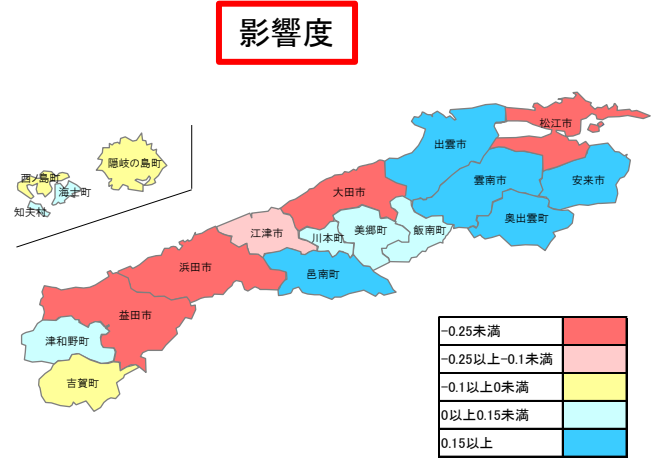 影響度
松江市
出雲市
隠岐の島町
雲南市
安来市
西ノ島町
海士町
大田市
知夫村
奥出雲町
江津市
川本町
美郷町
飯南町
浜田市
邑南町
益田市
津和野町
吉賀町
-0.25未満
-0.25以上-0.1未満
-0.1以上0未満
0以上0.15未満
0.15以上